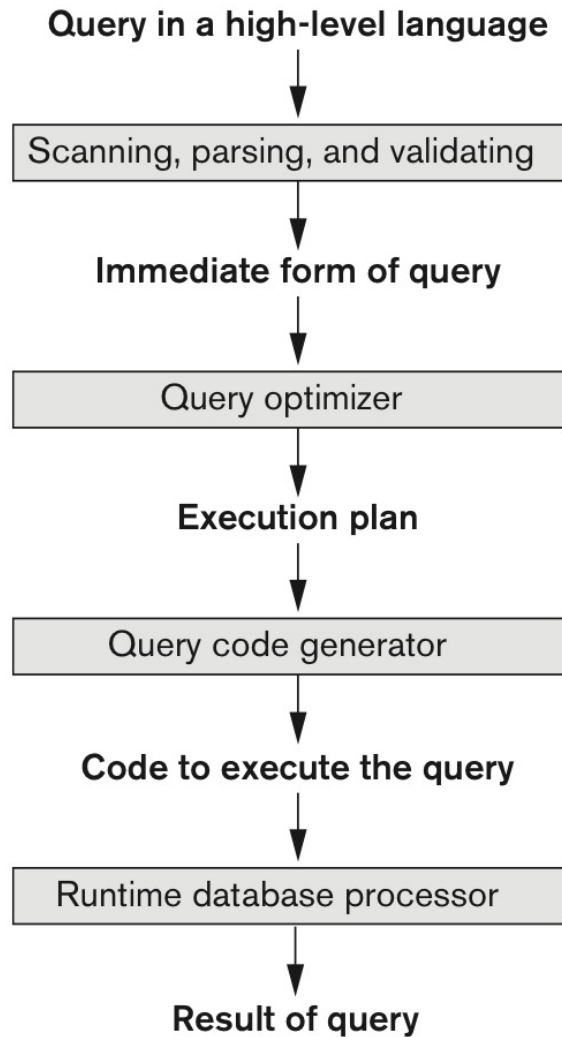 Query in a high-level language
Scanning, parsing, and validating
Immediate form of query
Query optimizer
Execution plan
Query code generator
Code to execute the query
Runtime database processor
Result of query